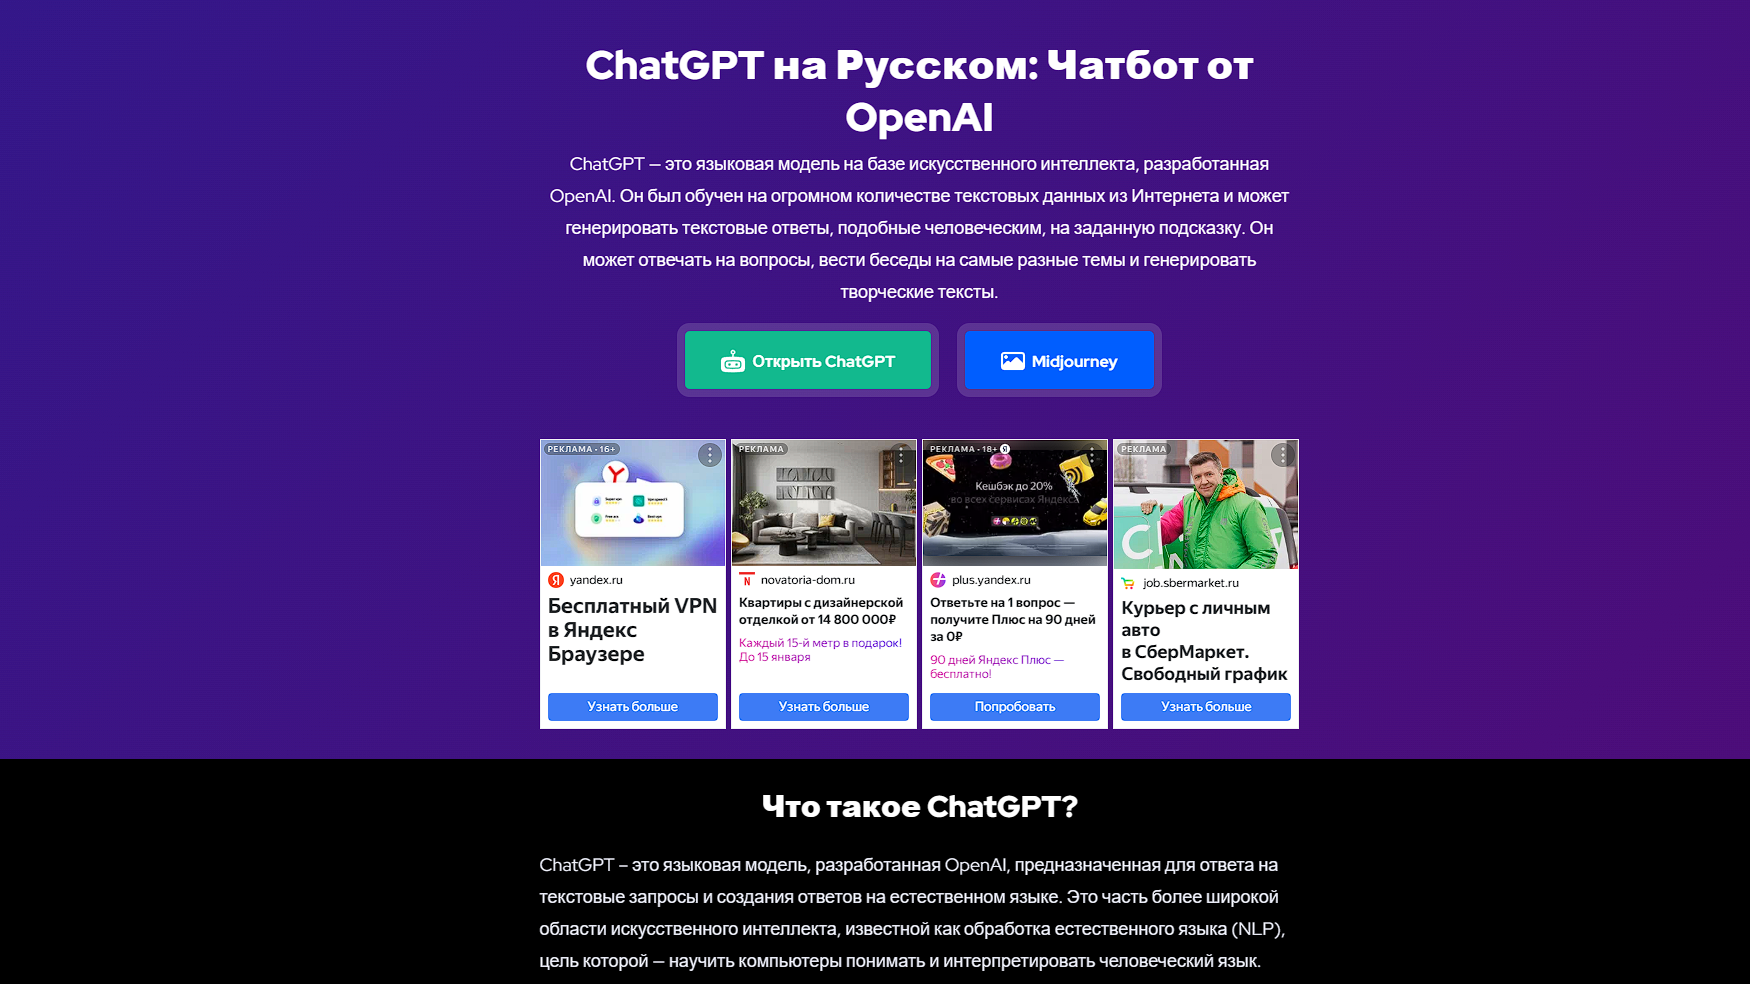 ChatGPT на Русском: Чатбот от
OpenAI
ChatGPT — это языковая модель на базе искусственного интеллекта, разработанная
OpenAI. Он был обучен на огромном количестве текстовых данных из Интернета и может
генерировать текстовые ответы, подобные человеческим, на заданную подсказку. Он
может отвечать на вопросы, вести беседы на самые разные темы и генерировать
творческие тексты.
Открыть ChatGPT
Midjourney
РЕКЛАМА • 16+
yandex.ru
Бесплатный VPN
в Яндекс
Браузере
Узнать больше
РЕКЛАМА
novatoria-dom.ru
Квартиры с дизайнерской
отделкой от 14 800 000₽
Каждый 15-й метр в подарок!
До 15 января
Узнать больше
РЕКЛАМА • 18+
Кешбэк до 20%
во всех сервисах Яндекса
plus.yandex.ru
Ответьте на 1 вопрос —
получите Плюс на 90 дней
за 0₽
90 дней Яндекс Плюс —
бесплатно!
Попробовать
РЕКЛАМА
job.sbermarket.ru
Курьер с личным
авто
в СберМаркет.
Свободный график
Узнать больше
Что такое ChatGPT?
ChatGPT – это языковая модель, разработанная OpenAI, предназначенная для ответа на
текстовые запросы и создания ответов на естественном языке. Это часть более широкой
области искусственного интеллекта, известной как обработка естественного языка (NLP),
цель которой — научить компьютеры понимать и интерпретировать человеческий язык.